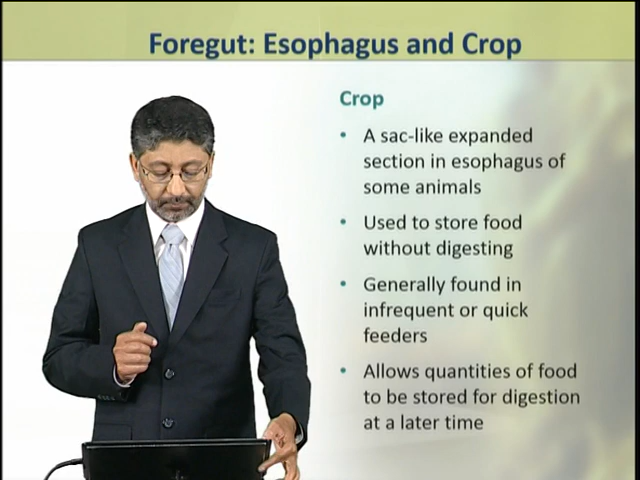 Foregut: Esophagus and Crop
Crop
• A sac-like expanded
section in esophagus of
some animals
• Used to store food
without digesting
• Generally found in
infrequent or quick
feeders
• Allows quantities of food
to be stored for digestion
at a later time